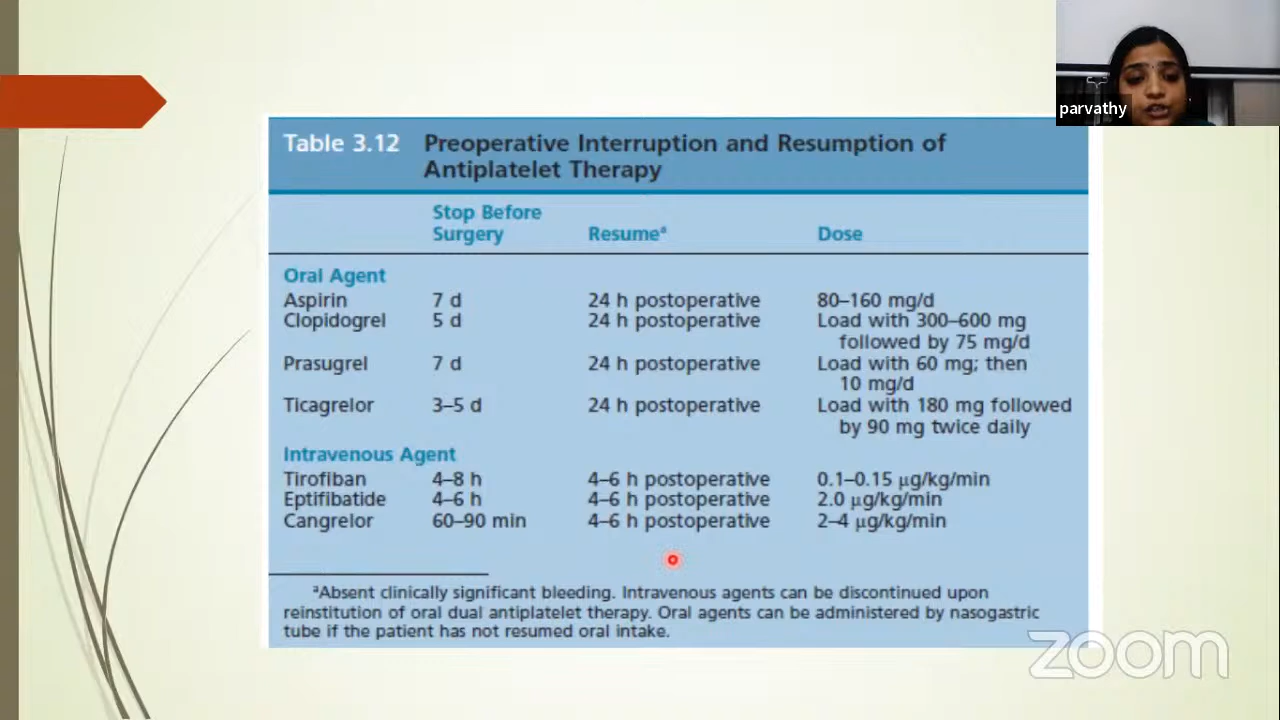 parvathy
Table 3.12 Preoperative Interruption and Resumption of
Antiplatelet Therapy
Stop Before
Surgery Resumeᵃ Dose
Oral Agent
Aspirin 7 d 24 h postoperative 80–160 mg/d
Clopidogrel 5 d 24 h postoperative Load with 300–600 mg
followed by 75 mg/d
Prasugrel 7 d 24 h postoperative Load with 60 mg; then
10 mg/d
Ticagrelor 3–5 d 24 h postoperative Load with 180 mg followed
by 90 mg twice daily
Intravenous Agent
Tirofiban 4–8 h 4–6 h postoperative 0.1–0.15 μg/kg/min
Eptifibatide 4–6 h 4–6 h postoperative 2.0 μg/kg/min
Cangrelor 60–90 min 4–6 h postoperative 2–4 μg/kg/min
ᵃAbsent clinically significant bleeding. Intravenous agents can be discontinued upon
reinstitution of oral dual antiplatelet therapy. Oral agents can be administered by nasogastric
tube if the patient has not resumed oral intake.
zoom